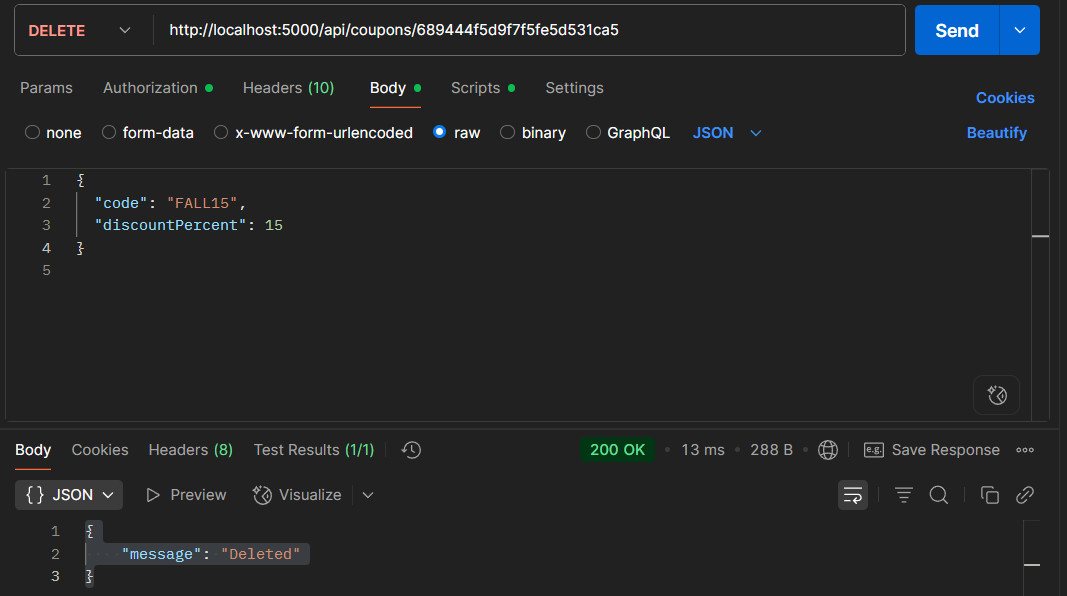 DELETE http://localhost:5000/api/coupons/689444f5d9f7f5fe5d531ca5 Send
Params Authorization Headers (10) Body Scripts Settings Cookies
none form-data x-www-form-urlencoded raw binary GraphQL JSON Beautify
1 {
2 "code": "FALL15",
3 "discountPercent": 15
4 }
5
Body Cookies Headers (8) Test Results (1/1) 200 OK 13 ms 288 B e.g. Save Response
{} JSON Preview Visualize
1 {
2 "message": "Deleted"
3 }